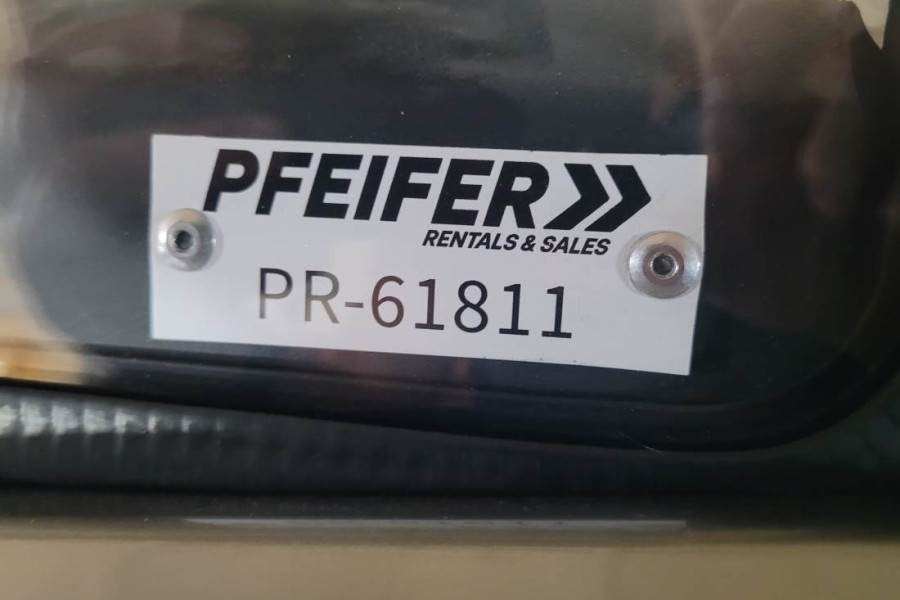 PFEIFER
RENTALS & SALES
PR-61811